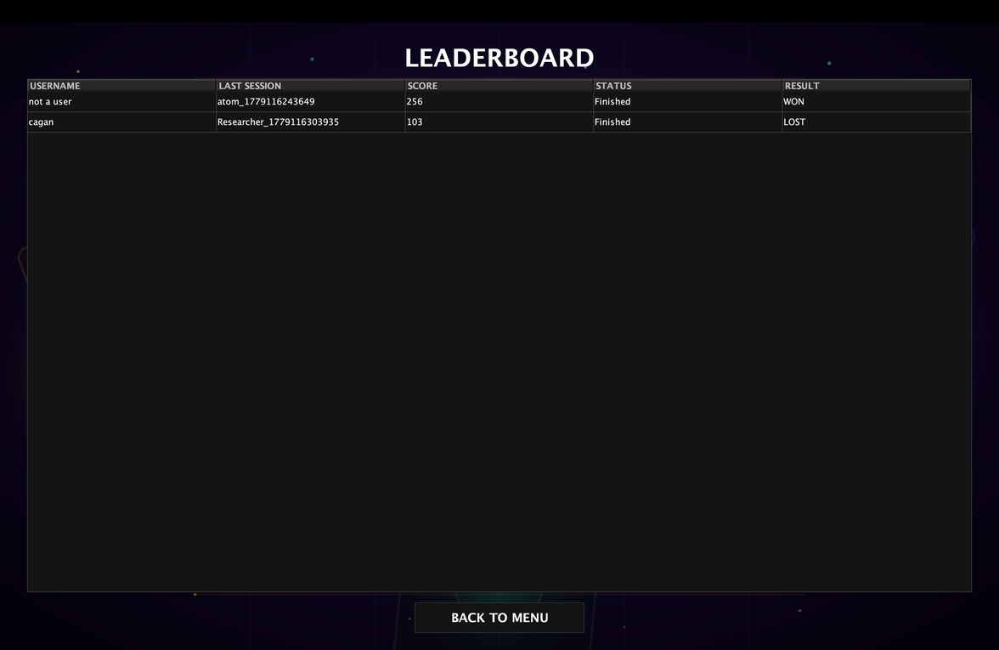 LEADERBOARD
USERNAME LAST SESSION SCORE STATUS RESULT
not a user atom_1779116243649 256 Finished WON
cagan Researcher_1779116303935 103 Finished LOST
BACK TO MENU